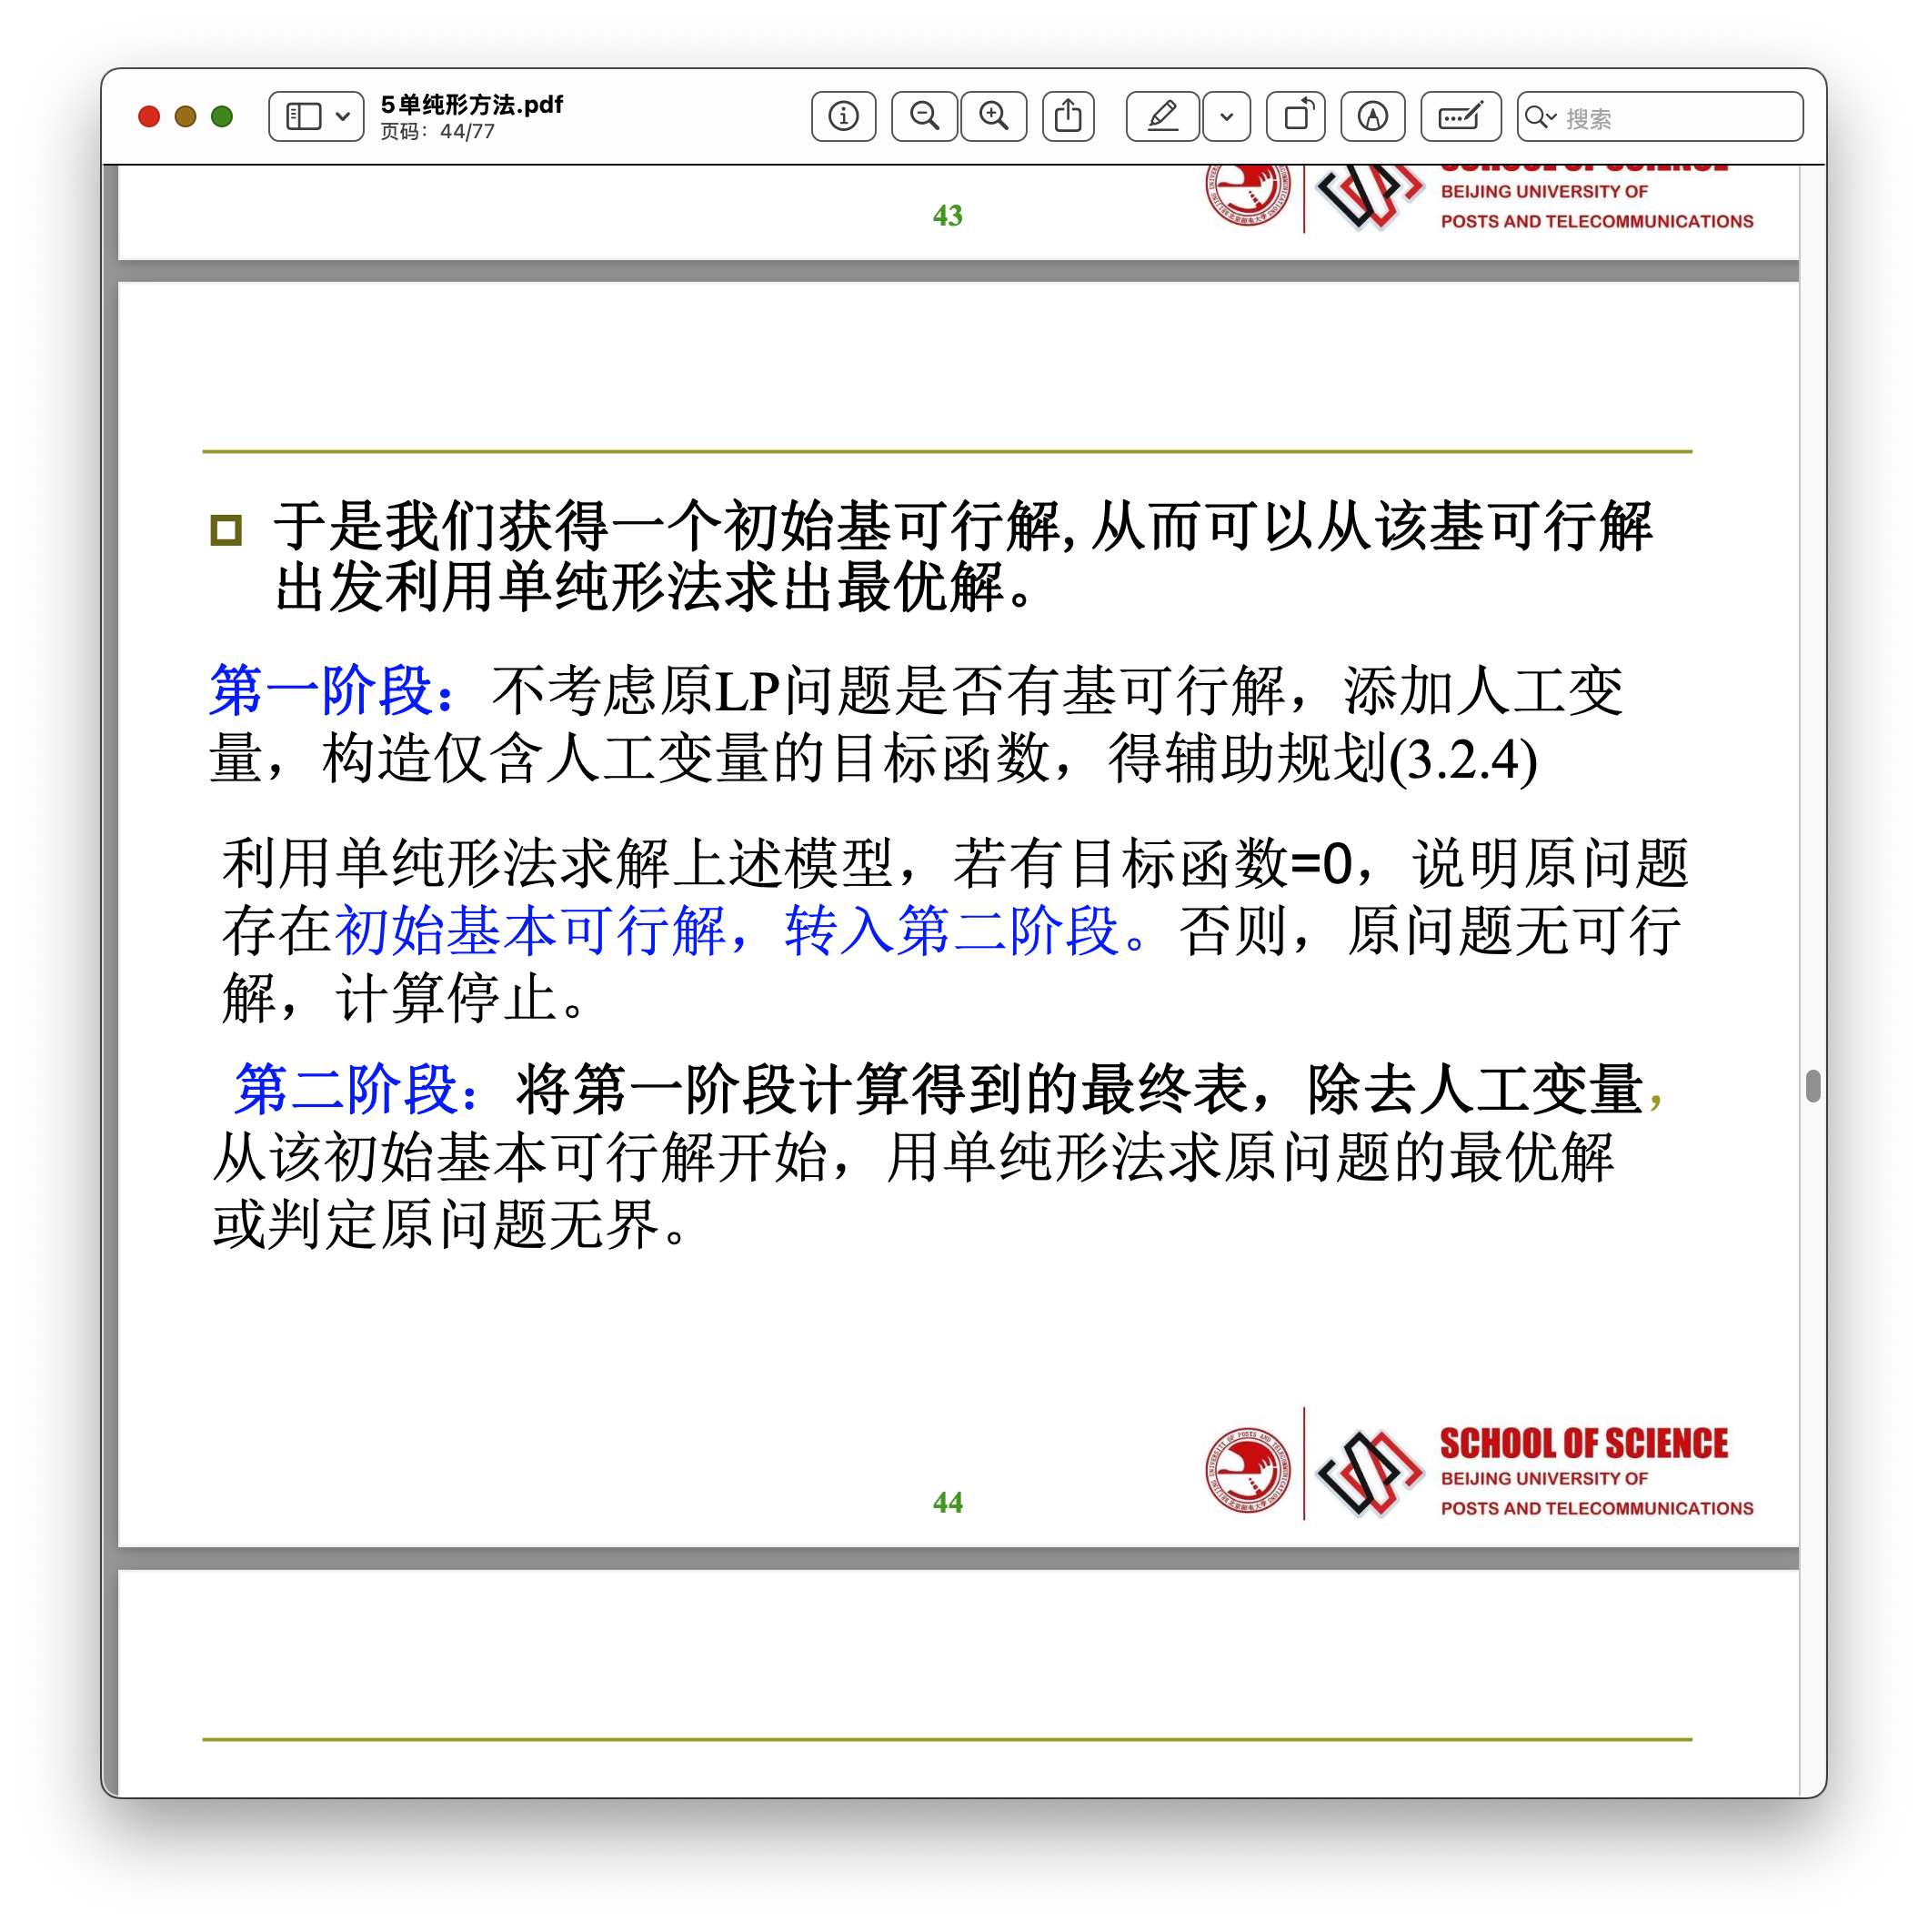 5单纯形方法.pdf
页码：44/77
搜索
43
BEIJING UNIVERSITY OF
POSTS AND TELECOMMUNICATIONS
于是我们获得一个初始基可行解, 从而可以从该基可行解
出发利用单纯形法求出最优解。
第一阶段：不考虑原LP问题是否有基可行解，添加人工变
量，构造仅含人工变量的目标函数，得辅助规划(3.2.4)
利用单纯形法求解上述模型，若有目标函数=0，说明原问题
存在初始基本可行解，转入第二阶段。否则，原问题无可行
解，计算停止。
第二阶段：将第一阶段计算得到的最终表，除去人工变量，
从该初始基本可行解开始，用单纯形法求原问题的最优解
或判定原问题无界。
44
SCHOOL OF SCIENCE
BEIJING UNIVERSITY OF
POSTS AND TELECOMMUNICATIONS